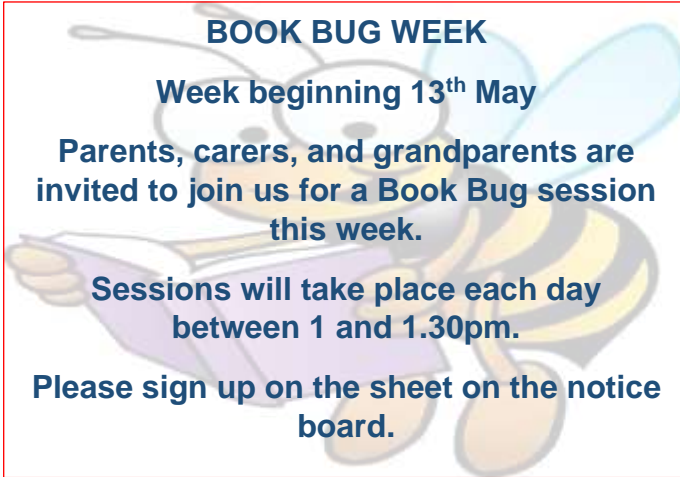 BOOK BUG WEEK
Week beginning 13th May
Parents, carers, and grandparents are
invited to join us for a Book Bug session
this week.
Sessions will take place each day
between 1 and 1.30pm.
Please sign up on the sheet on the notice
board.